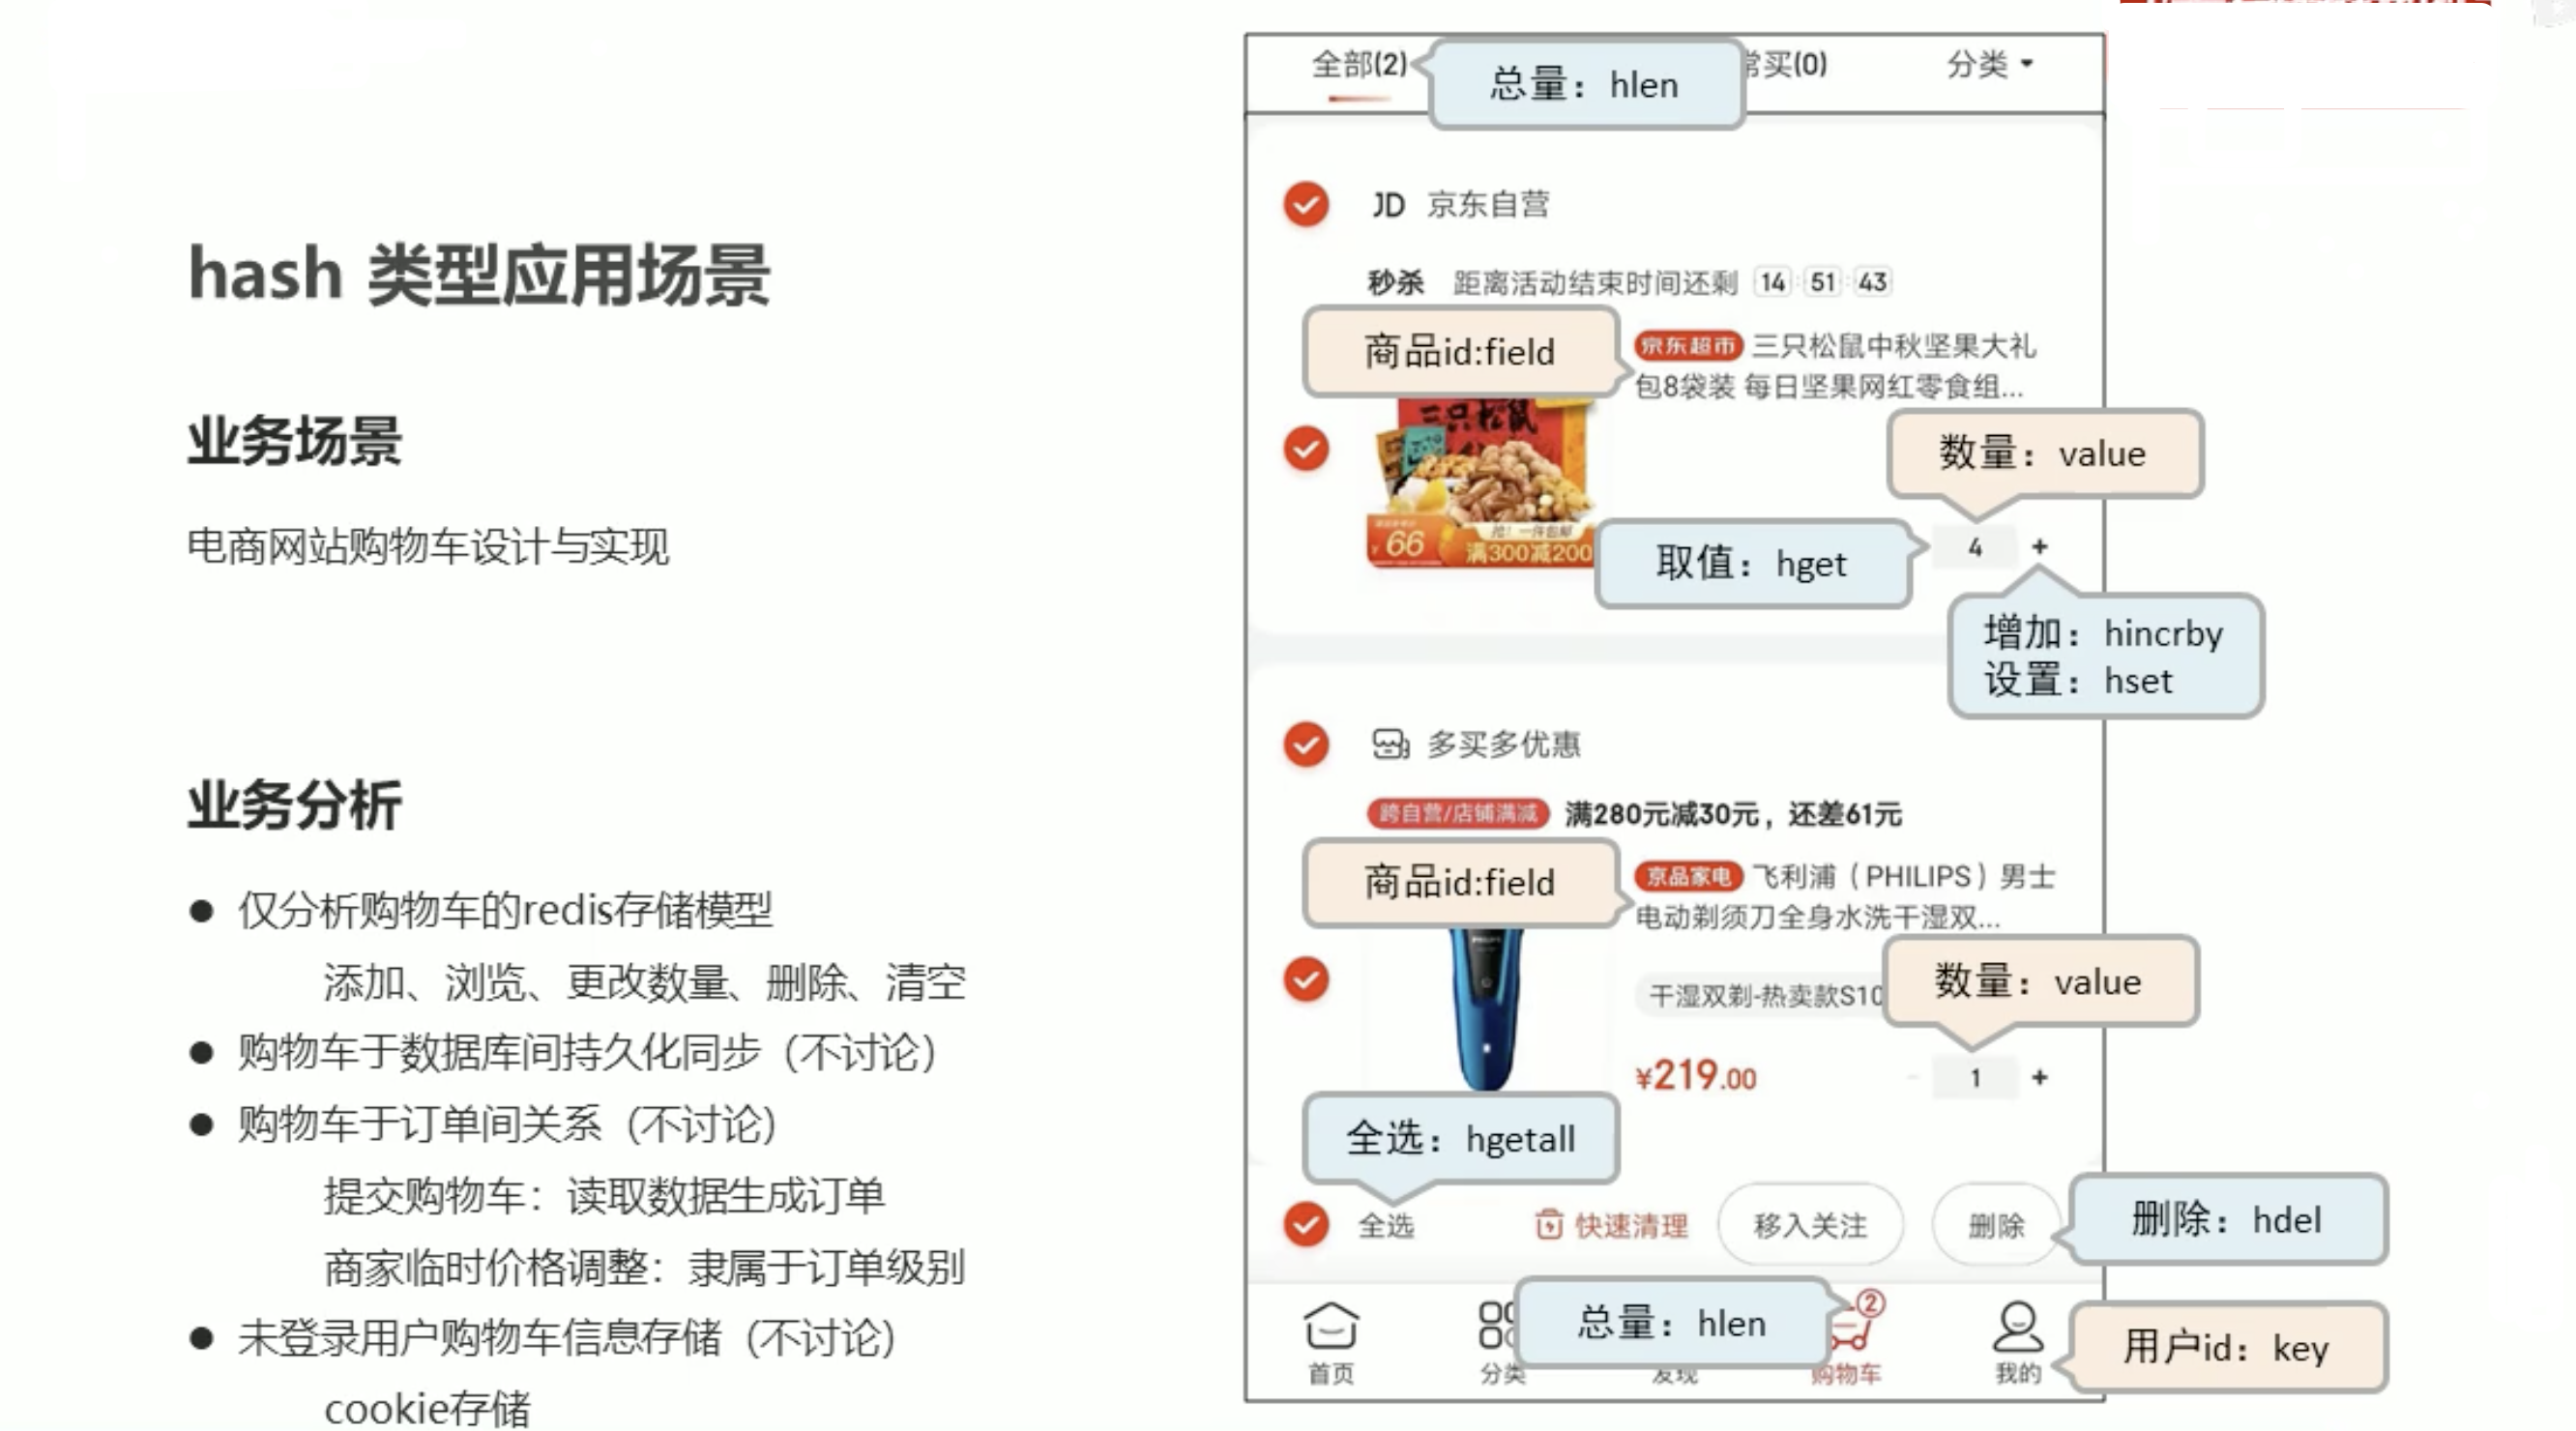 hash 类型应用场景
业务场景
电商网站购物车设计与实现
业务分析
● 仅分析购物车的redis存储模型
添加、浏览、更改数量、删除、清空
● 购物车于数据库间持久化同步（不讨论）
● 购物车于订单间关系（不讨论）
提交购物车：读取数据生成订单
商家临时价格调整：隶属于订单级别
● 未登录用户购物车信息存储（不讨论）
cookie存储
全部(2)
总量：hlen
常买(0)
分类
JD 京东自营
秒杀 距离活动结束时间还剩 14:51:43
商品id:field
京东超市 三只松鼠中秋坚果大礼
包8袋装 每日坚果网红零食组...
三只松鼠
数量：value
¥66
满300减200
取值：hget
4 +
增加：hincrby
设置：hset
多买多优惠
跨自营/店铺满减 满280元减30元，还差61元
商品id:field
京品家电 飞利浦（PHILIPS）男士
电动剃须刀全身水洗干湿双...
干湿双剃-热卖款S10
数量：value
¥219.00
- 1 +
全选：hgetall
全选
快速清理
移入关注
删除
删除：hdel
总量：hlen
2
首页
分类
发现
购物车
我的
用户id：key